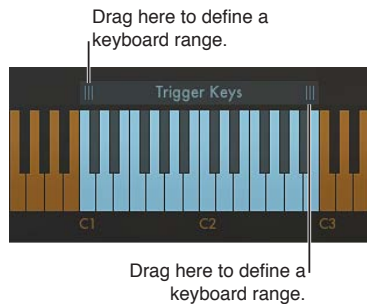 Drag here to define a
keyboard range.
Trigger Keys
C1
C2
C3
Drag here to define a
keyboard range.